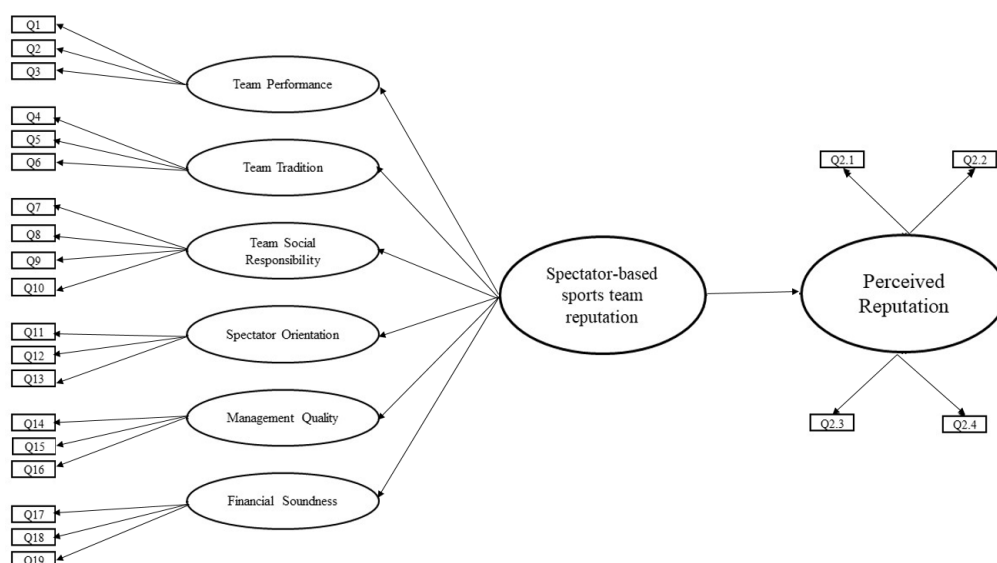 Q1
Q2
Q3
Team Performance
Q4
Q5
Q6
Team Tradition
Q7
Q8
Q9
Q10
Team Social
Responsibility
Q11
Q12
Q13
Spectator Orientation
Q14
Q15
Q16
Management Quality
Q17
Q18
Q19
Financial Soundness
Spectator-based
sports team
reputation
Q2.1
Q2.2
Perceived
Reputation
Q2.3
Q2.4